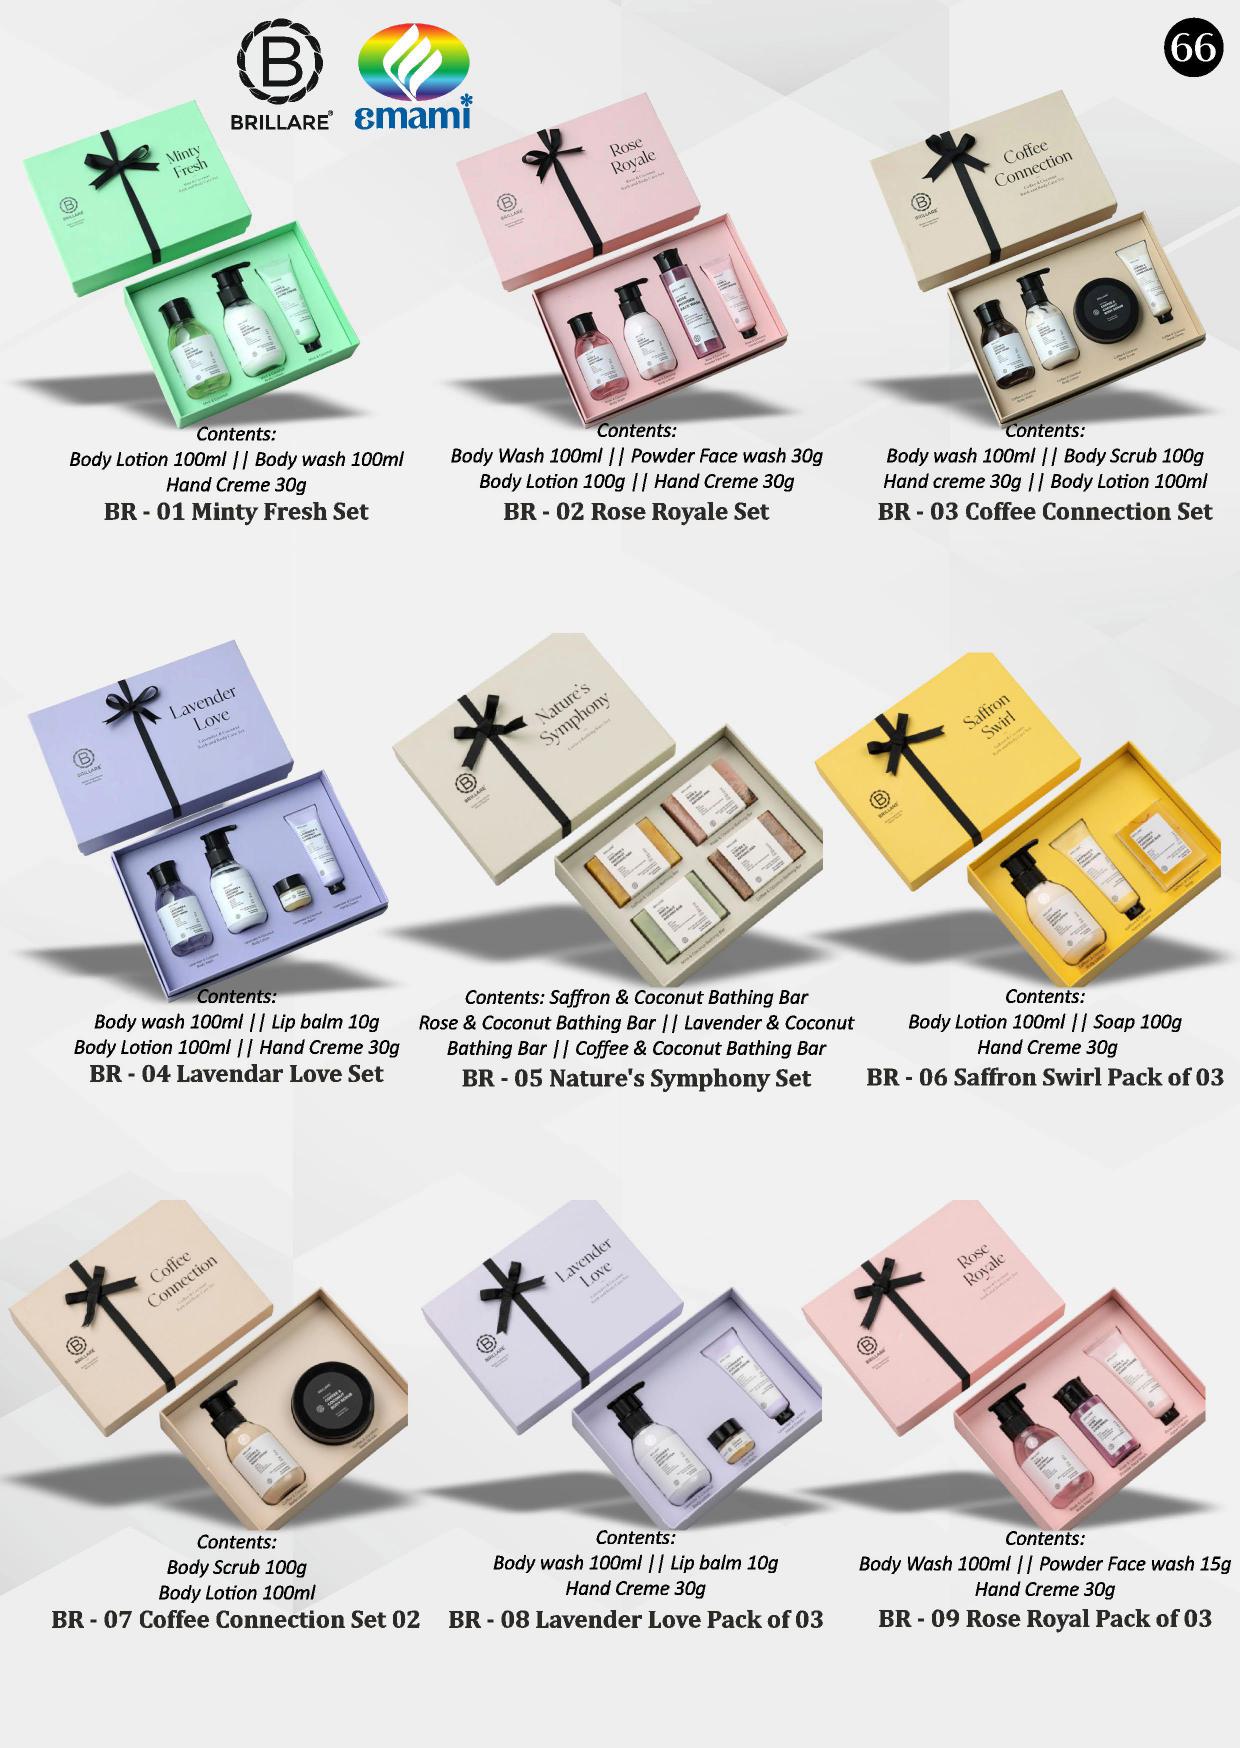 BRILLARE®
emami
66
Minty
Fresh
BRILLARE
Rose
Royale
BRILLARE
Coffee
Connection
BRILLARE
Contents:
Body Lotion 100ml || Body wash 100ml
Hand Creme 30g
BR - 01 Minty Fresh Set
Contents:
Body Wash 100ml || Powder Face wash 30g
Body Lotion 100g || Hand Creme 30g
BR - 02 Rose Royale Set
Contents:
Body wash 100ml || Body Scrub 100g
Hand creme 30g || Body Lotion 100ml
BR - 03 Coffee Connection Set
Lavender
Love
BRILLARE
Nature's
Symphony
BRILLARE
Saffron
Swirl
BRILLARE
Contents:
Body wash 100ml || Lip balm 10g
Body Lotion 100ml || Hand Creme 30g
BR - 04 Lavendar Love Set
Contents: Saffron & Coconut Bathing Bar
Rose & Coconut Bathing Bar || Lavender & Coconut
Bathing Bar || Coffee & Coconut Bathing Bar
BR - 05 Nature's Symphony Set
Contents:
Body Lotion 100ml || Soap 100g
Hand Creme 30g
BR - 06 Saffron Swirl Pack of 03
Coffee
Connection
BRILLARE
Lavender
Love
BRILLARE
Rose
Royale
BRILLARE
Contents:
Body Scrub 100g
Body Lotion 100ml
BR - 07 Coffee Connection Set 02
Contents:
Body wash 100ml || Lip balm 10g
Hand Creme 30g
BR - 08 Lavender Love Pack of 03
Contents:
Body Wash 100ml || Powder Face wash 15g
Hand Creme 30g
BR - 09 Rose Royal Pack of 03